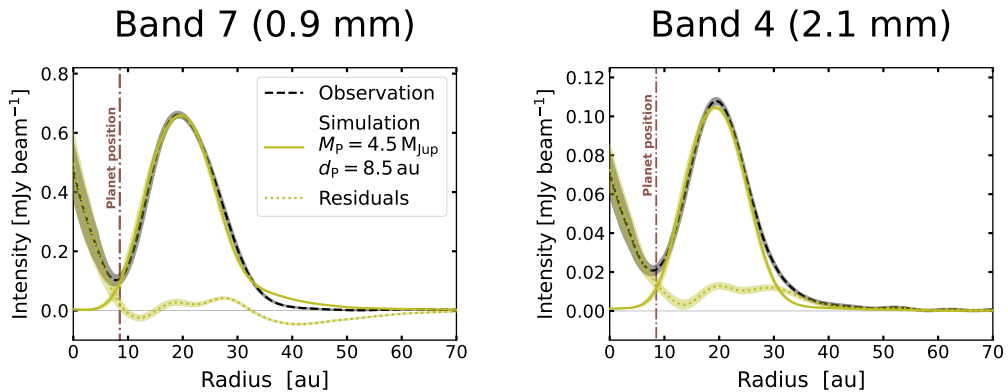 Band 7 (0.9 mm)
Band 4 (2.1 mm)
Intensity [mJy beam⁻¹]
0.8
0.6
0.4
0.2
0.0
Planet position
Observation
Simulation
M_P = 4.5 M_Jup
d_P = 8.5 au
Residuals
0 10 20 30 40 50 60 70
Radius [au]
Intensity [mJy beam⁻¹]
0.12
0.10
0.08
0.06
0.04
0.02
0.00
Planet position
0 10 20 30 40 50 60 70
Radius [au]